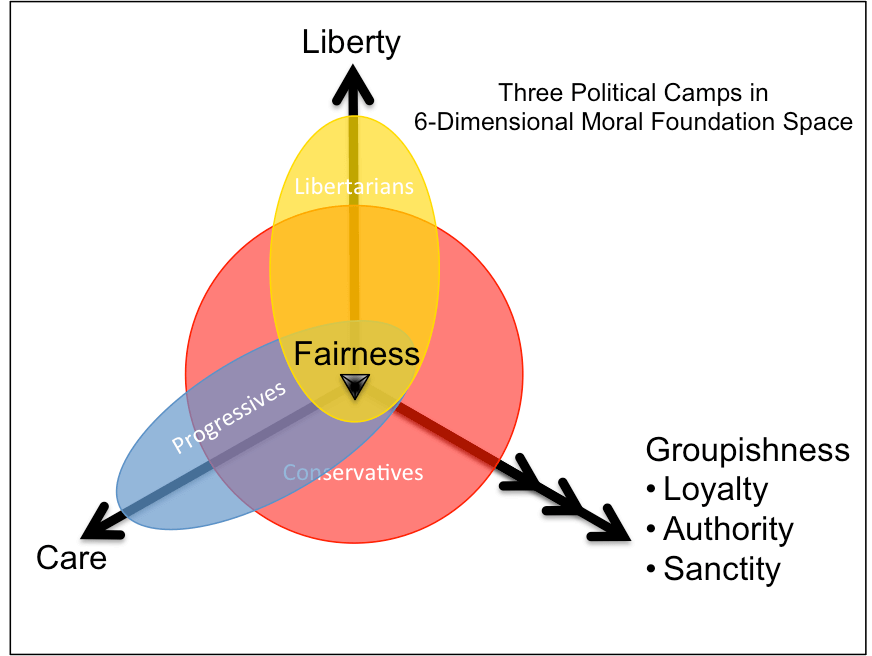 Liberty
Three Political Camps in
6-Dimensional Moral Foundation Space
Libertarians
Fairness
Progressives
Conservatives
Groupishness
• Loyalty
• Authority
• Sanctity
Care